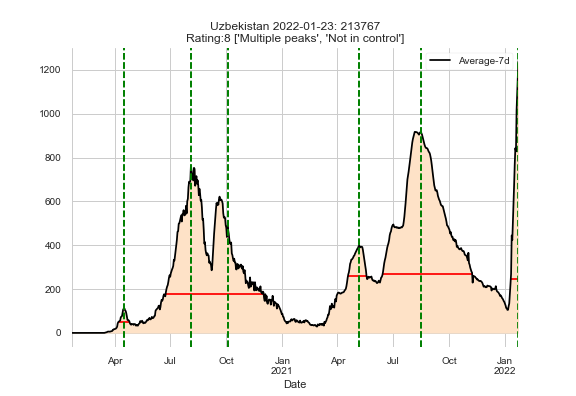 Uzbekistan 2022-01-23: 213767
Rating:8 ['Multiple peaks', 'Not in control']
Average-7d
1200
1000
800
600
400
200
0
Apr
Jul
Oct
Jan
2021
Apr
Jul
Oct
Jan
2022
Date